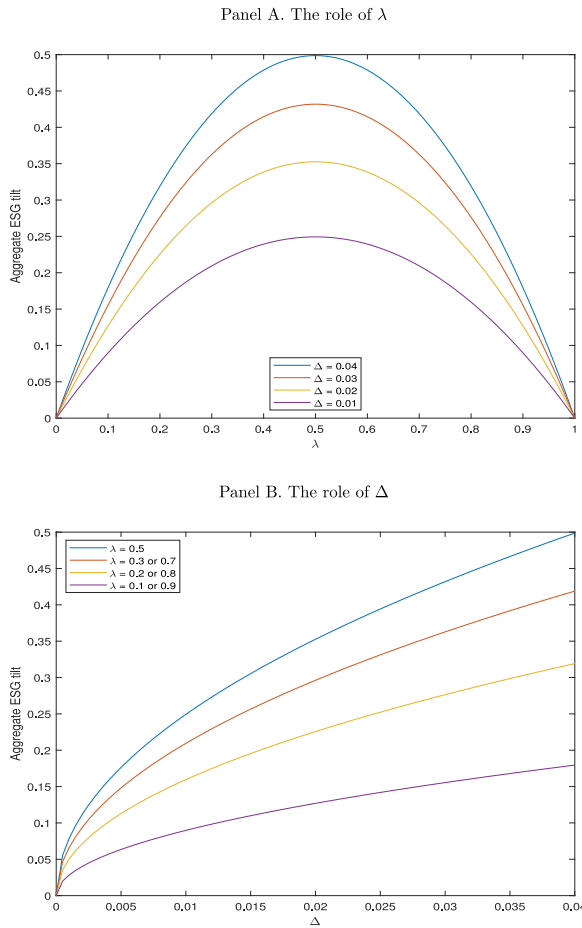 Panel A. The role of λ
0.5
0.45
0.4
0.35
0.3
0.25
0.2
0.15
0.1
0.05
0
Aggregate ESG tilt
Δ = 0.04
Δ = 0.03
Δ = 0.02
Δ = 0.01
0 0.1 0.2 0.3 0.4 0.5 0.6 0.7 0.8 0.9 1
λ
Panel B. The role of Δ
0.5
0.45
0.4
0.35
0.3
0.25
0.2
0.15
0.1
0.05
0
Aggregate ESG tilt
λ = 0.5
λ = 0.3 or 0.7
λ = 0.2 or 0.8
λ = 0.1 or 0.9
0 0.005 0.01 0.015 0.02 0.025 0.03 0.035 0.04
Δ